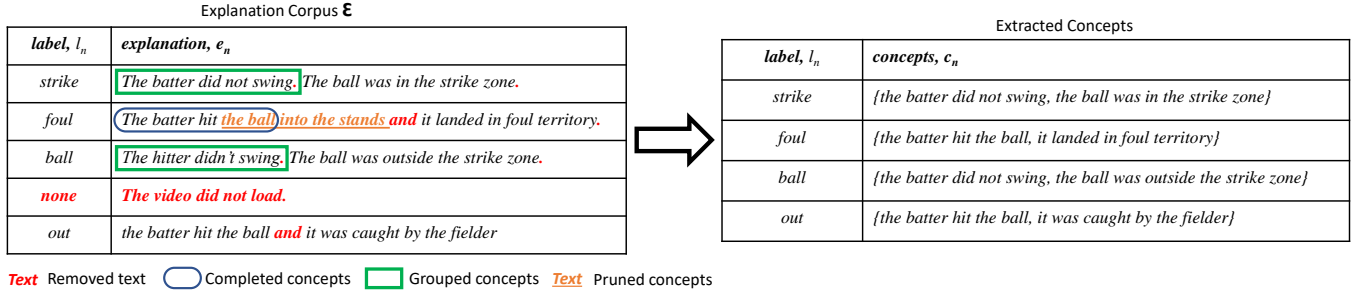 Explanation Corpus ε
label, lₙ explanation, eₙ
strike The batter did not swing. The ball was in the strike zone.
foul The batter hit the ball into the stands and it landed in foul territory.
ball The hitter didn't swing. The ball was outside the strike zone.
none The video did not load.
out the batter hit the ball and it was caught by the fielder
Text Removed text Completed concepts Grouped concepts Text Pruned concepts
Extracted Concepts
label, lₙ concepts, cₙ
strike {the batter did not swing, the ball was in the strike zone}
foul {the batter hit the ball, it landed in foul territory}
ball {the batter did not swing, the ball was outside the strike zone}
out {the batter hit the ball, it was caught by the fielder}